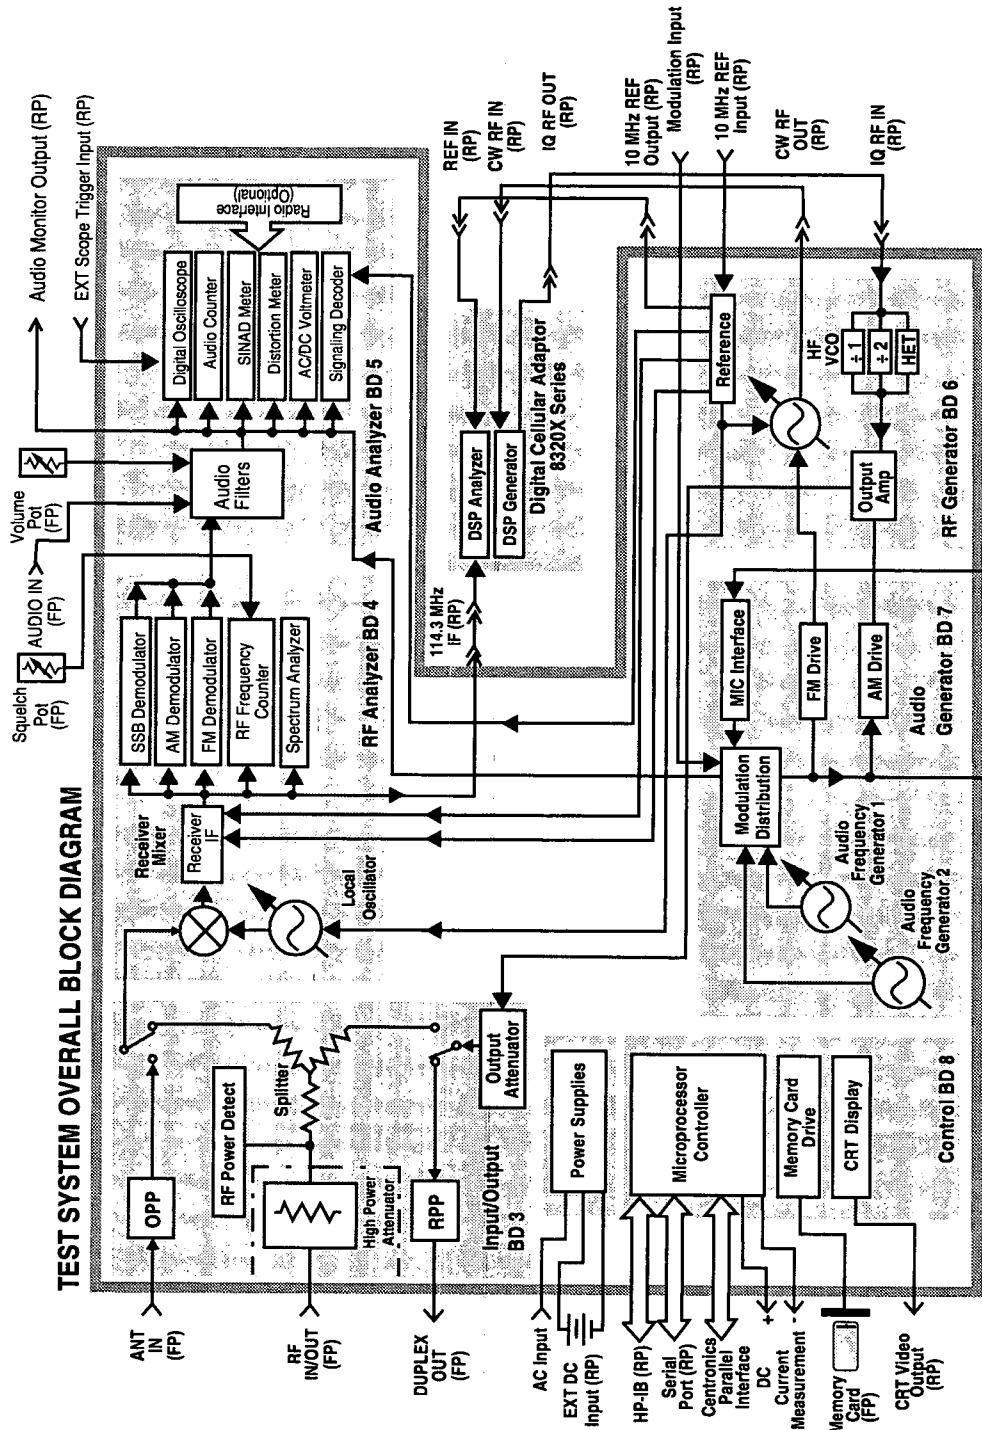 TEST SYSTEM OVERALL BLOCK DIAGRAM
Squelch
Pot
(FP)
AUDIO IN
(FP)
Volume
Pot
(FP)
Audio Monitor Output (RP)
EXT Scope Trigger Input (RP)
ANT
IN
(FP)
OPP
RF Power Detect
Splitter
RF
IN/OUT
(FP)
High Power
Attenuator
DUPLEX
OUT
(FP)
RPP
Input/Output
BD 3
Output
Attenuator
Receiver
Mixer
Receiver
IF
Local
Oscillator
SSB Demodulator
AM Demodulator
FM Demodulator
RF Frequency
Counter
Spectrum Analyzer
RF Analyzer BD 4
Audio
Filters
Digital Oscilloscope
Audio Counter
SINAD Meter
Distortion Meter
AC/DC Voltmeter
Signaling Decoder
Radio Interface
(Optional)
Audio Analyzer BD 5
114.3 MHz
IF (RP)
DSP Analyzer
DSP Generator
Digital Cellular Adaptor
8320X Series
REF IN
(RP)
CW RF IN
(RP)
IQ RF OUT
(RP)
10 MHz REF
Output (RP)
Modulation Input
(RP)
10 MHz REF
Input (RP)
CW RF
OUT
(RP)
IQ RF IN
(RP)
Reference
HF
VCO
÷1
÷2
HET
Output
Amp
RF Generator BD 6
MIC Interface
FM Drive
AM Drive
Modulation
Distribution
Audio
Frequency
Generator 1
Audio
Frequency
Generator 2
Audio
Generator BD 7
AC Input
EXT DC
Input (RP)
Power Supplies
HP-IB (RP)
Serial
Port (RP)
Centronics
Parallel
Interface
Microprocessor
Controller
+
DC
Current
Measurement
-
Memory
Card
(FP)
Memory Card
Drive
CRT Video
Output
(RP)
CRT Display
Control BD 8